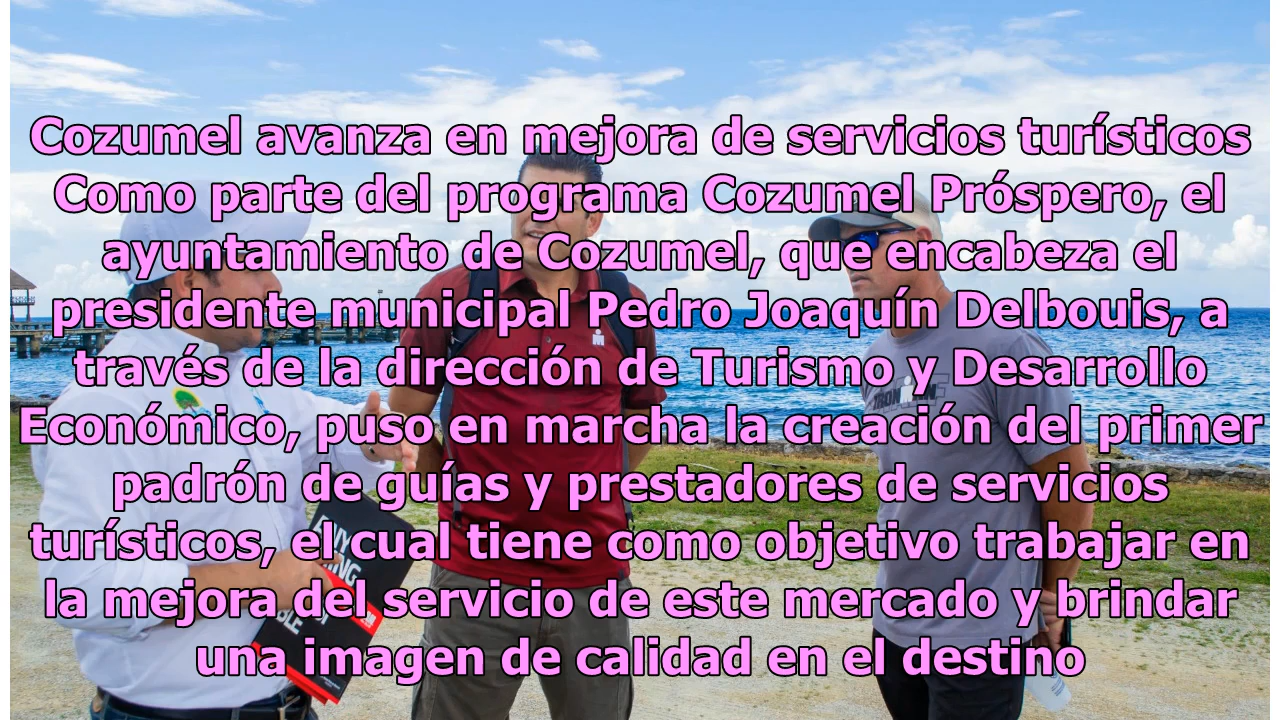 Cozumel avanza en mejora de servicios turísticos
Como parte del programa Cozumel Próspero, el
ayuntamiento de Cozumel, que encabeza el
presidente municipal Pedro Joaquín Delbouis, a
través de la dirección de Turismo y Desarrollo
Económico, puso en marcha la creación del primer
padrón de guías y prestadores de servicios
turísticos, el cual tiene como objetivo trabajar en
la mejora del servicio de este mercado y brindar
una imagen de calidad en el destino